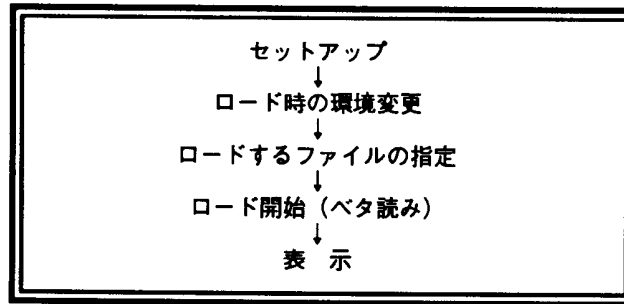 セットアップ
↓
ロード時の環境変更
↓
ロードするファイルの指定
↓
ロード開始（ベタ読み）
↓
表　示